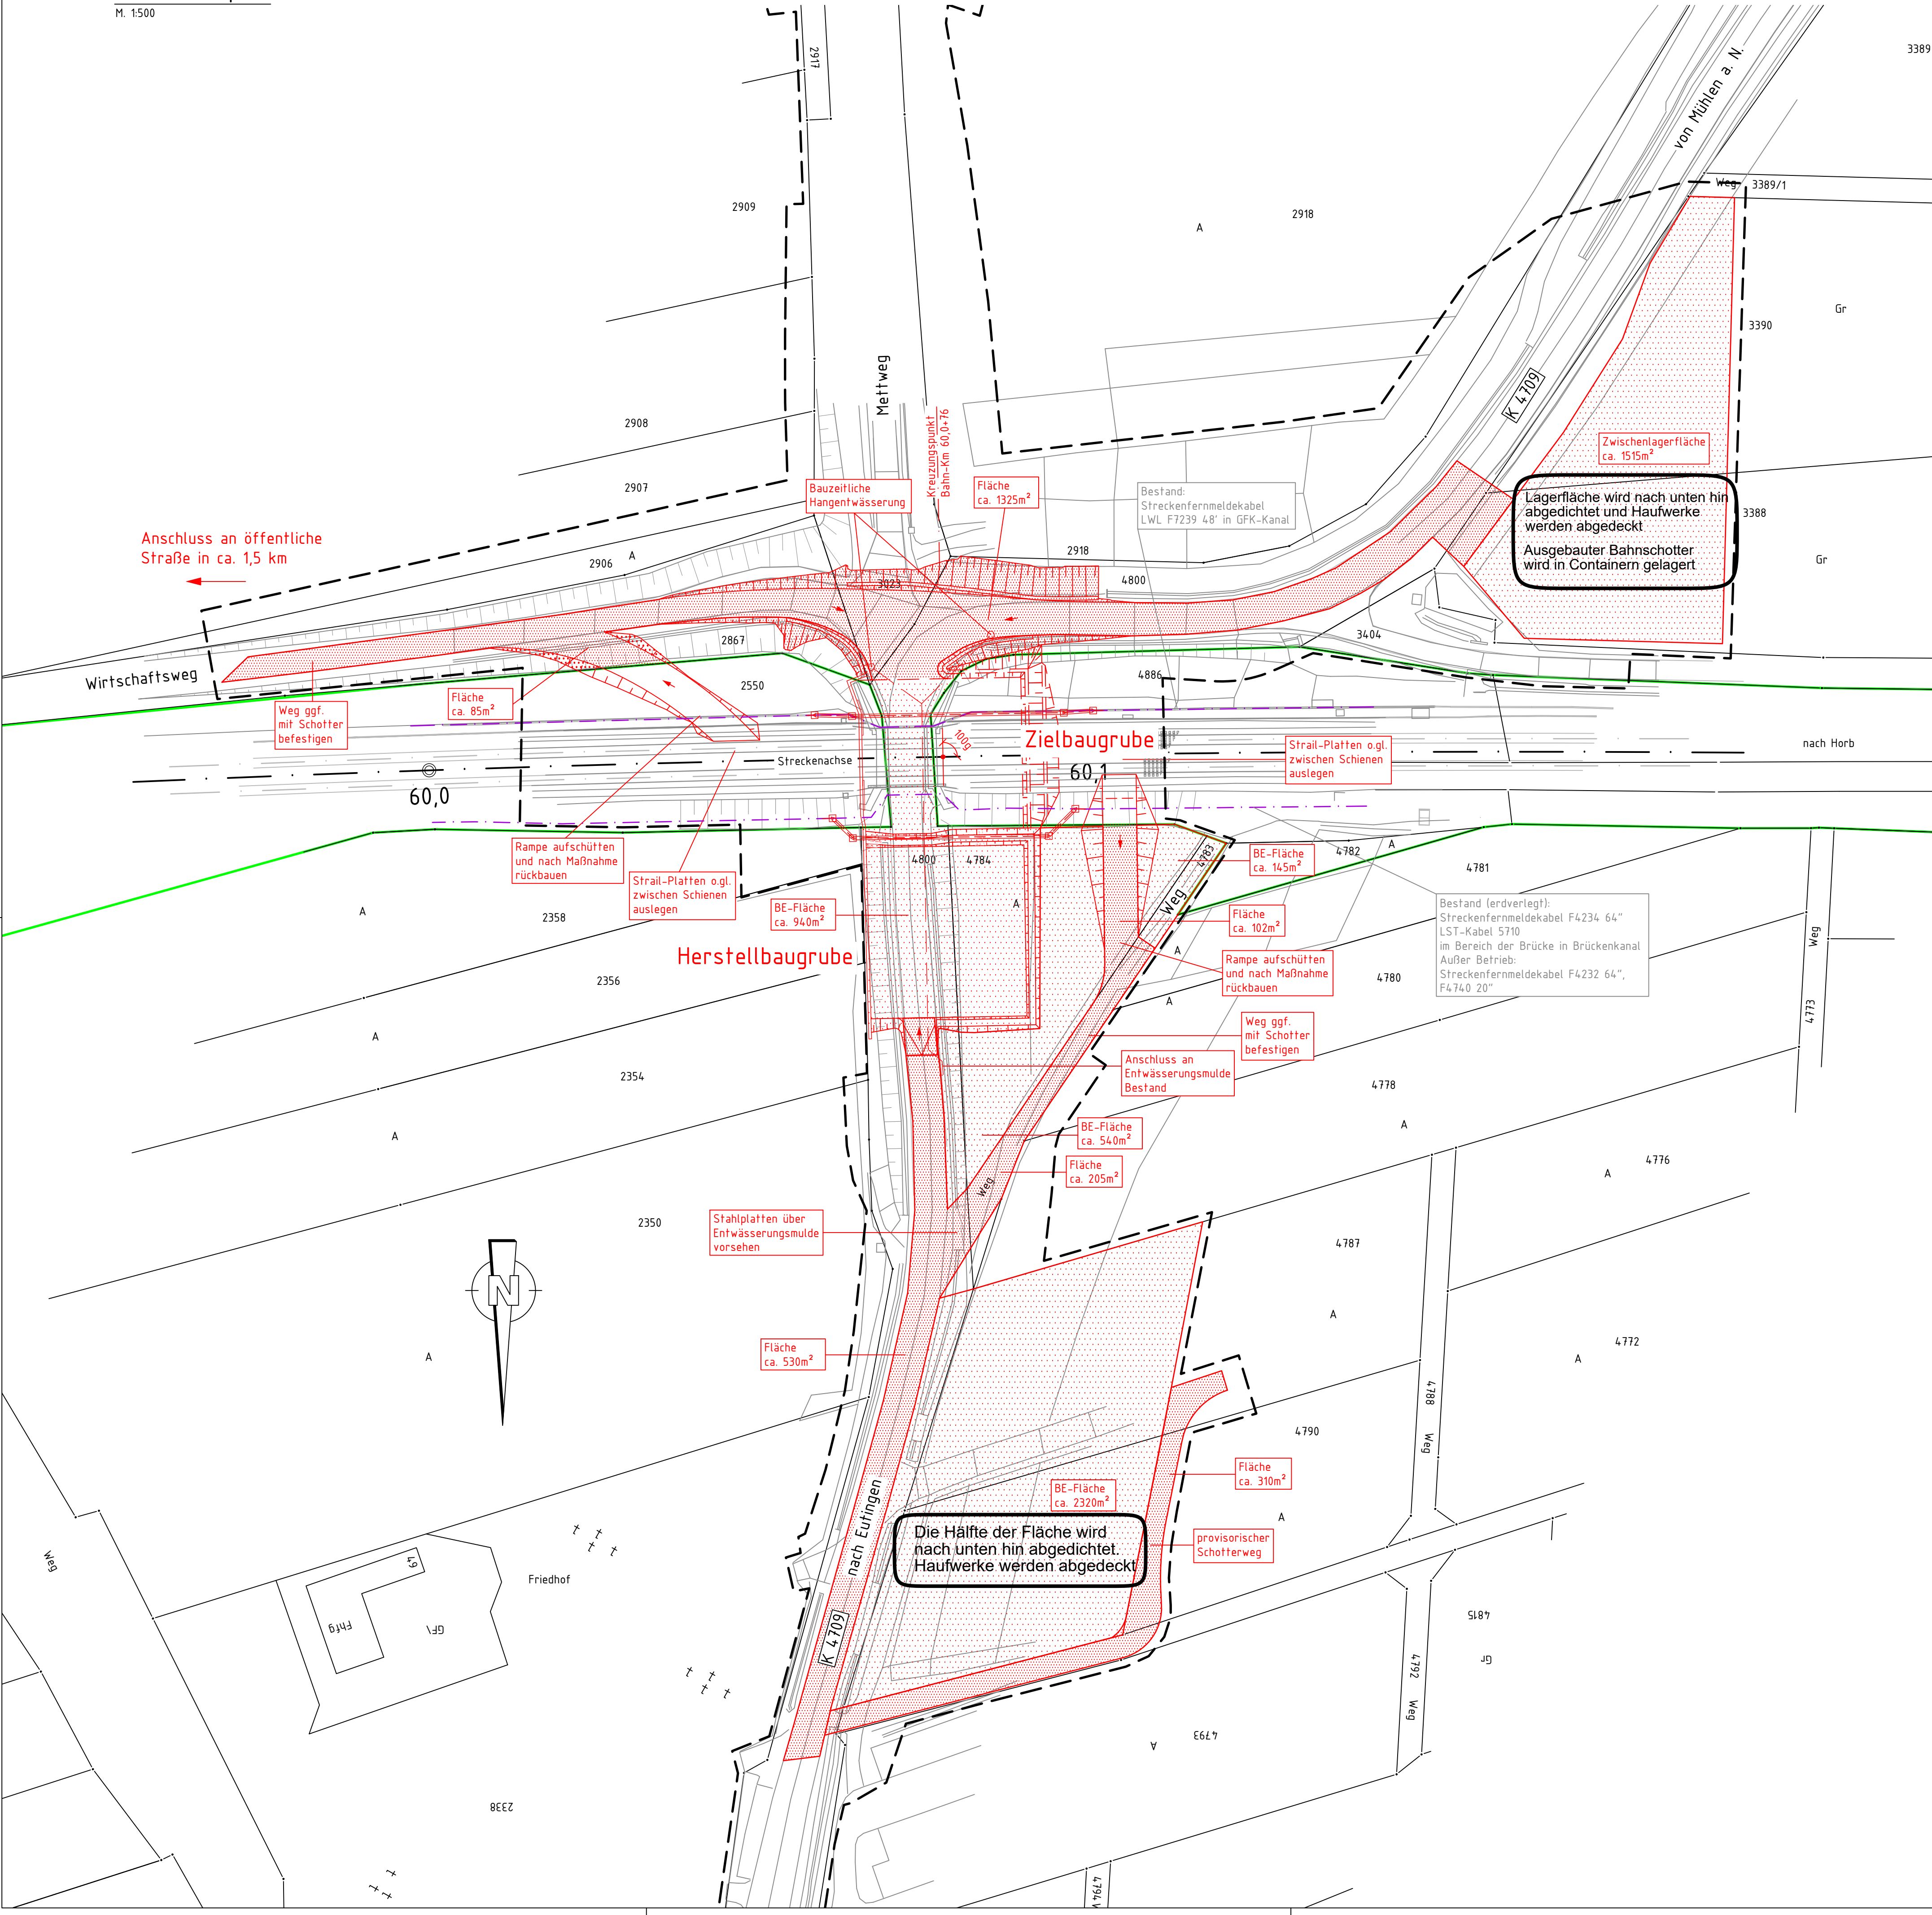 M. 1:500
2917
3389
von Mühlen a. N.
Weg
3389/1
2909
A
2918
Gr
3390
Mettweg
K 4709
2908
Kreuzungspunkt
Bahn-Km 60,0+76
Zwischenlagerfläche
ca. 1515m²
2907
Bauzeitliche
Hangentwässerung
Fläche
ca. 1325m²
Bestand:
Streckenfernmeldekabel
LWL F7239 48' in GFK-Kanal
Lagerfläche wird nach unten hin
abgedichtet und Haufwerke
werden abgedeckt
Ausgebauter Bahnschotter
wird in Containern gelagert
3388
Anschluss an öffentliche
Straße in ca. 1,5 km
A
2906
2918
Gr
3023
4800
2867
3404
Wirtschaftsweg
2550
4886
Fläche
ca. 85m²
Weg ggf.
mit Schotter
befestigen
100g
Zielbaugrube
Strail-Platten o.gl.
zwischen Schienen
auslegen
nach Horb
Streckenachse
60,1
60,0
Rampe aufschütten
und nach Maßnahme
rückbauen
4800
4784
4783
BE-Fläche
ca. 145m²
4782
A
4781
Strail-Platten o.gl.
zwischen Schienen
auslegen
A
2358
BE-Fläche
ca. 940m²
A
Weg
Fläche
ca. 102m²
Bestand (erdverlegt):
Streckenfernmeldekabel F4234 64"
LST-Kabel 5710
im Bereich der Brücke in Brückenkanal
Außer Betrieb:
Streckenfernmeldekabel F4232 64",
F4740 20"
Weg
Herstellbaugrube
A
Rampe aufschütten
und nach Maßnahme
rückbauen
2356
4780
A
4773
A
Weg ggf.
mit Schotter
befestigen
2354
Anschluss an
Entwässerungsmulde
Bestand
4778
A
A
BE-Fläche
ca. 540m²
4776
A
Fläche
ca. 205m²
Weg
2350
Stahlplatten über
Entwässerungsmulde
vorsehen
4787
N
A
4772
A
A
Fläche
ca. 530m²
4788
Weg
4790
Fläche
ca. 310m²
BE-Fläche
ca. 2320m²
A
nach Eutingen
Die Hälfte der Fläche wird
nach unten hin abgedichtet.
Haufwerke werden abgedeckt
provisorischer
Schotterweg
Weg
49
Friedhof
Fhfg
GFl
K 4709
4815
Gr
4792
Weg
4793
A
2338
4794